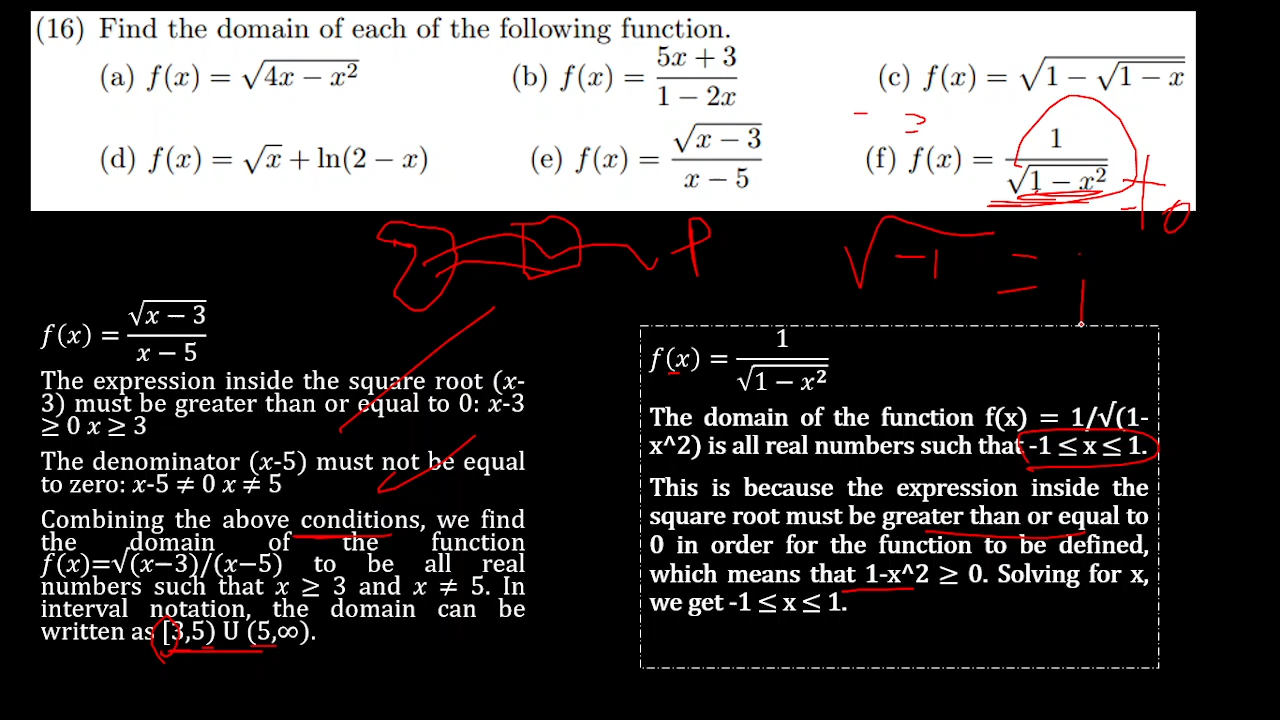 (16) Find the domain of each of the following function.
(a) f(x) = √(4x − x²) (b) f(x) = (5x + 3)/(1 − 2x) (c) f(x) = √(1 − √(1 − x))
(d) f(x) = √x + ln(2 − x) (e) f(x) = √(x − 3)/(x − 5) (f) f(x) = 1/√(1 − x²)
√-1 = i
f(x) = √(x − 3)/(x − 5)
The expression inside the square root (x-
3) must be greater than or equal to 0: x-3
≥ 0 x ≥ 3
The denominator (x-5) must not be equal
to zero: x-5 ≠ 0 x ≠ 5
Combining the above conditions, we find
the domain of the function
f(x)=√(x−3)/(x−5) to be all real
numbers such that x ≥ 3 and x ≠ 5. In
interval notation, the domain can be
written as [3,5) U (5,∞).
f(x) = 1/√(1 − x²)
The domain of the function f(x) = 1/√(1-
x^2) is all real numbers such that -1 ≤ x ≤ 1.
This is because the expression inside the
square root must be greater than or equal to
0 in order for the function to be defined,
which means that 1-x^2 ≥ 0. Solving for x,
we get -1 ≤ x ≤ 1.